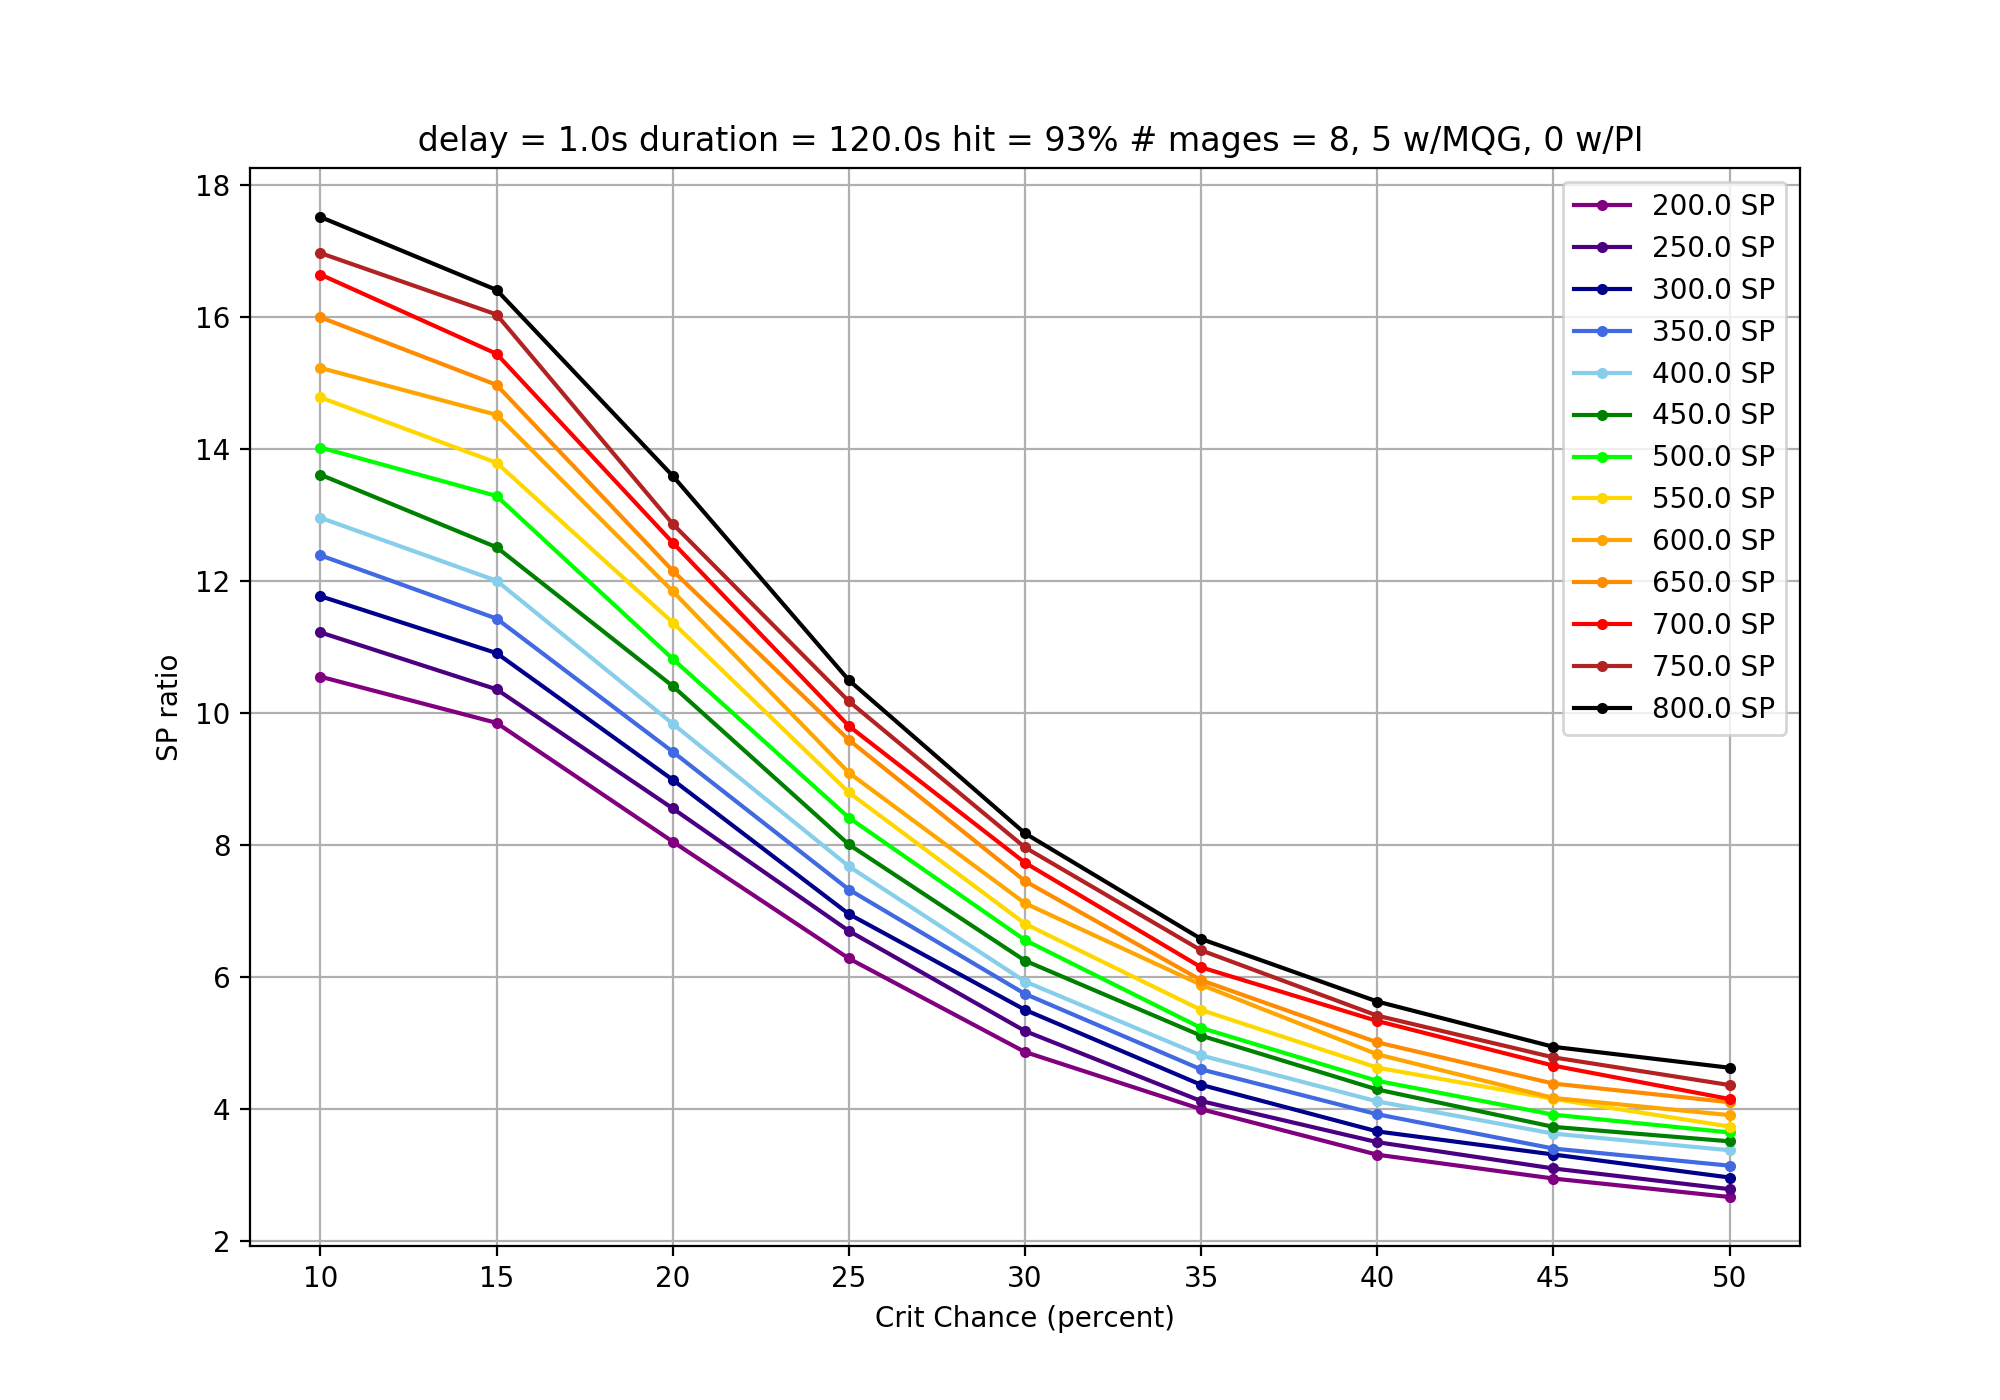 delay = 1.0s duration = 120.0s hit = 93% # mages = 8, 5 w/MQG, 0 w/PI
18
16
14
12
10
8
6
4
2
SP ratio
200.0 SP
250.0 SP
300.0 SP
350.0 SP
400.0 SP
450.0 SP
500.0 SP
550.0 SP
600.0 SP
650.0 SP
700.0 SP
750.0 SP
800.0 SP
10 15 20 25 30 35 40 45 50
Crit Chance (percent)